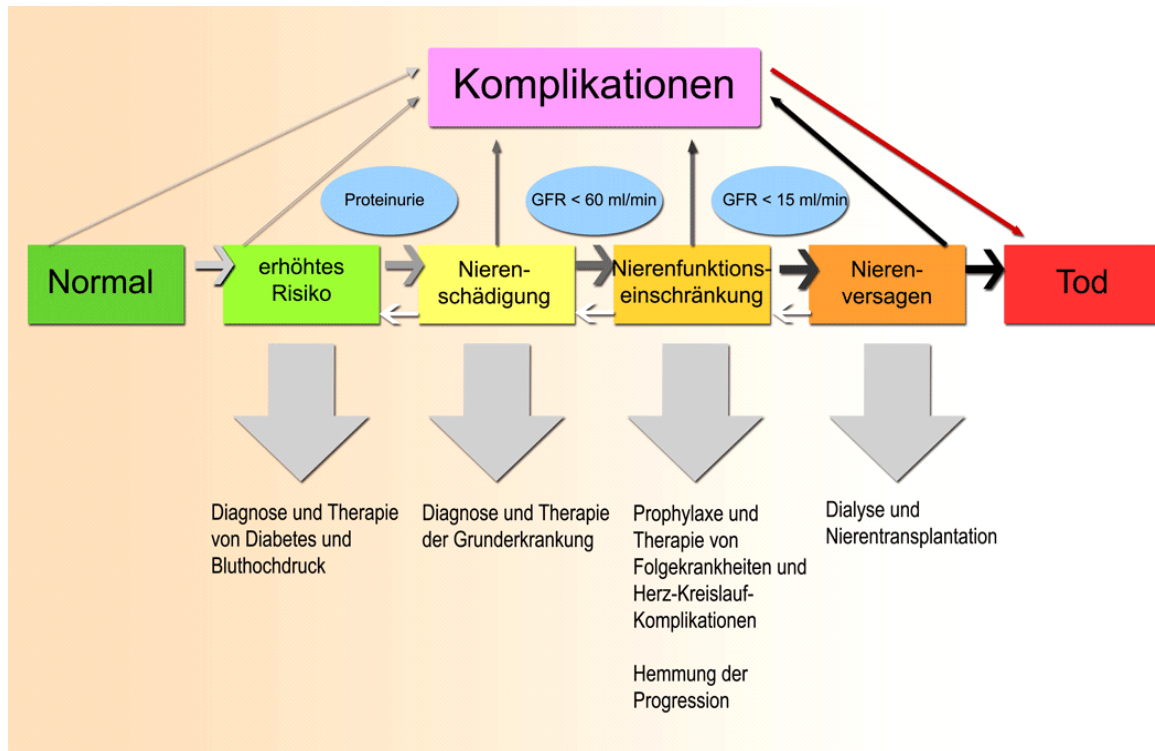 Komplikationen
Proteinurie
GFR < 60 ml/min
GFR < 15 ml/min
Normal
erhöhtes
Risiko
Nieren-
schädigung
Nierenfunktions-
einschränkung
Nieren-
versagen
Tod
Diagnose und Therapie
von Diabetes und
Bluthochdruck
Diagnose und Therapie
der Grunderkrankung
Prophylaxe und
Therapie von
Folgekrankheiten und
Herz-Kreislauf-
Komplikationen
Hemmung der
Progression
Dialyse und
Nierentransplantation